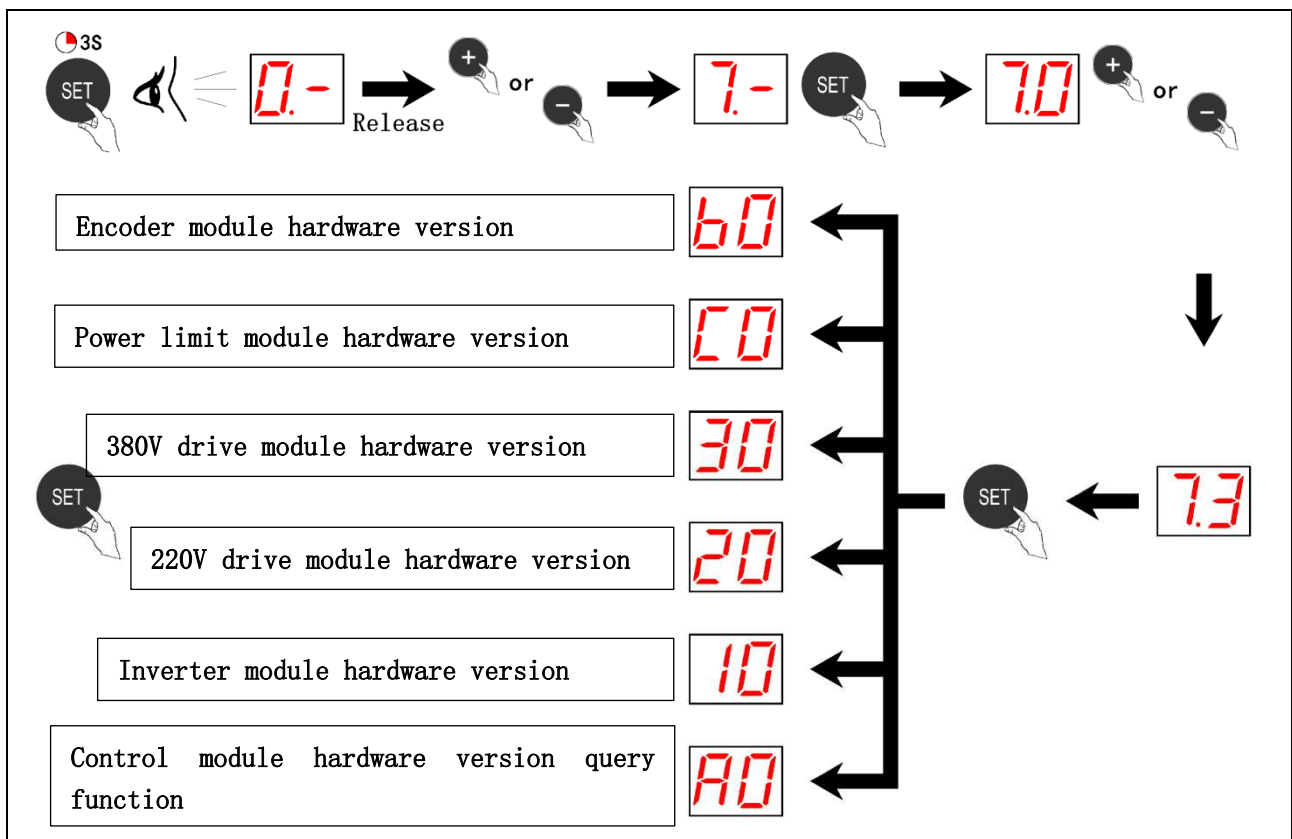 3S
SET
0.-
Release
+
or
-
7.-
SET
7.0
+
or
-
Encoder module hardware version
b0
Power limit module hardware version
C0
380V drive module hardware version
30
SET
SET
7.3
220V drive module hardware version
20
Inverter module hardware version
10
Control module hardware version query
function
A0